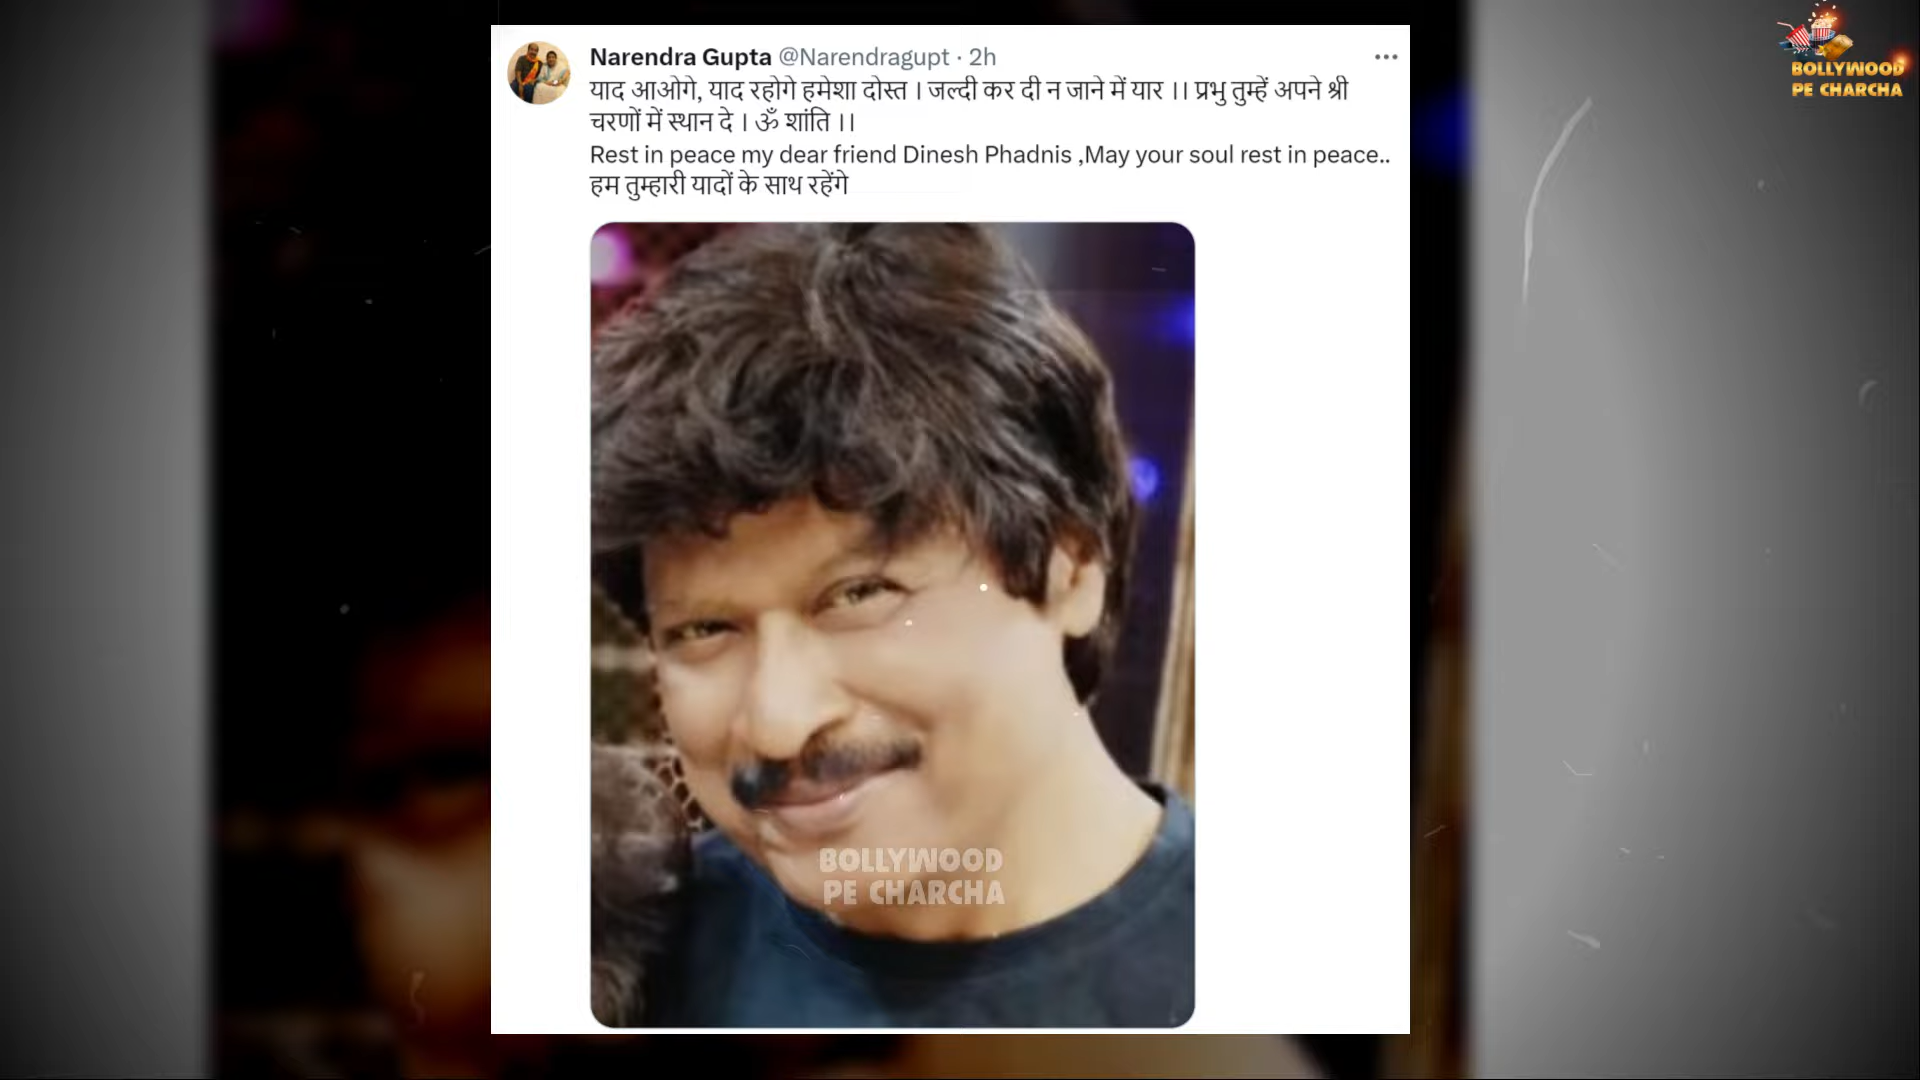 Narendra Gupta @Narendragupt · 2h
याद आओगे, याद रहोगे हमेशा दोस्त । जल्दी कर दी न जाने में यार ।। प्रभु तुम्हें अपने श्री
चरणों में स्थान दे । ॐ शांति ।।
Rest in peace my dear friend Dinesh Phadnis ,May your soul rest in peace..
हम तुम्हारी यादों के साथ रहेंगे
BOLLYWOOD
PE CHARCHA
BOLLYWOOD
PE CHARCHA